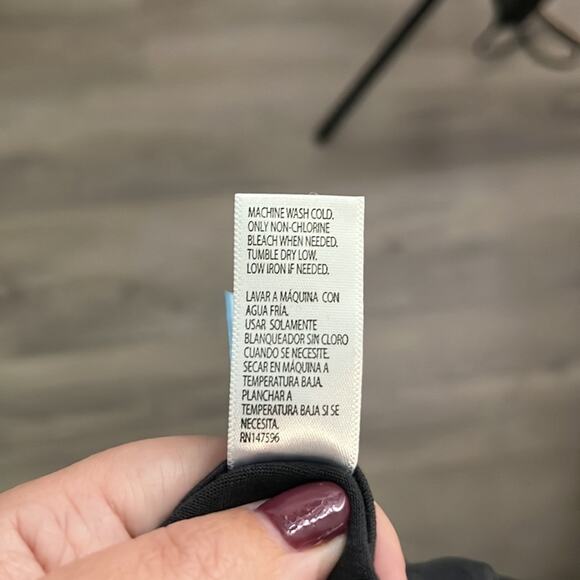 MACHINE WASH COLD.
ONLY NON-CHLORINE
BLEACH WHEN NEEDED.
TUMBLE DRY LOW.
LOW IRON IF NEEDED.
LAVAR A MÁQUINA CON
AGUA FRÍA.
USAR SOLAMENTE
BLANQUEADOR SIN CLORO
CUANDO SE NECESITE.
SECAR EN MÁQUINA A
TEMPERATURA BAJA.
PLANCHAR A
TEMPERATURA BAJA SI SE
NECESITA.
RN147596